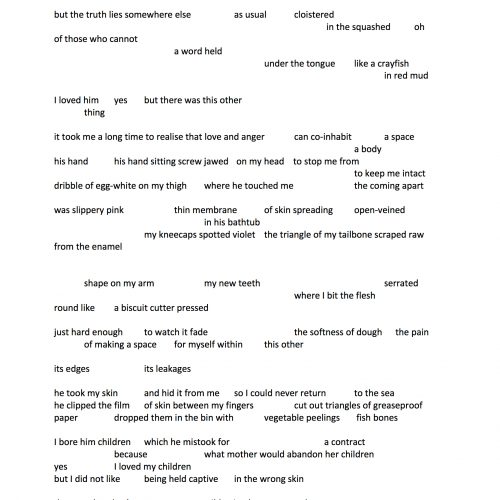 but the truth lies somewhere else as usual cloistered
in the squashed oh
of those who cannot
a word held
under the tongue like a crayfish
in red mud
I loved him yes but there was this other
thing
it took me a long time to realise that love and anger can co-inhabit a space
a body
his hand his hand sitting screw jawed on my head to stop me from
to keep me intact
dribble of egg-white on my thigh where he touched me the coming apart
was slippery pink thin membrane of skin spreading open-veined
in his bathtub
my kneecaps spotted violet the triangle of my tailbone scraped raw
from the enamel
shape on my arm my new teeth serrated
where I bit the flesh
round like a biscuit cutter pressed
just hard enough to watch it fade the softness of dough the pain
of making a space for myself within this other
its edges its leakages
he took my skin and hid it from me so I could never return to the sea
he clipped the film of skin between my fingers cut out triangles of greaseproof
paper dropped them in the bin with vegetable peelings fish bones
I bore him children which he mistook for a contract
because what mother would abandon her children
yes I loved my children
but I did not like being held captive in the wrong skin